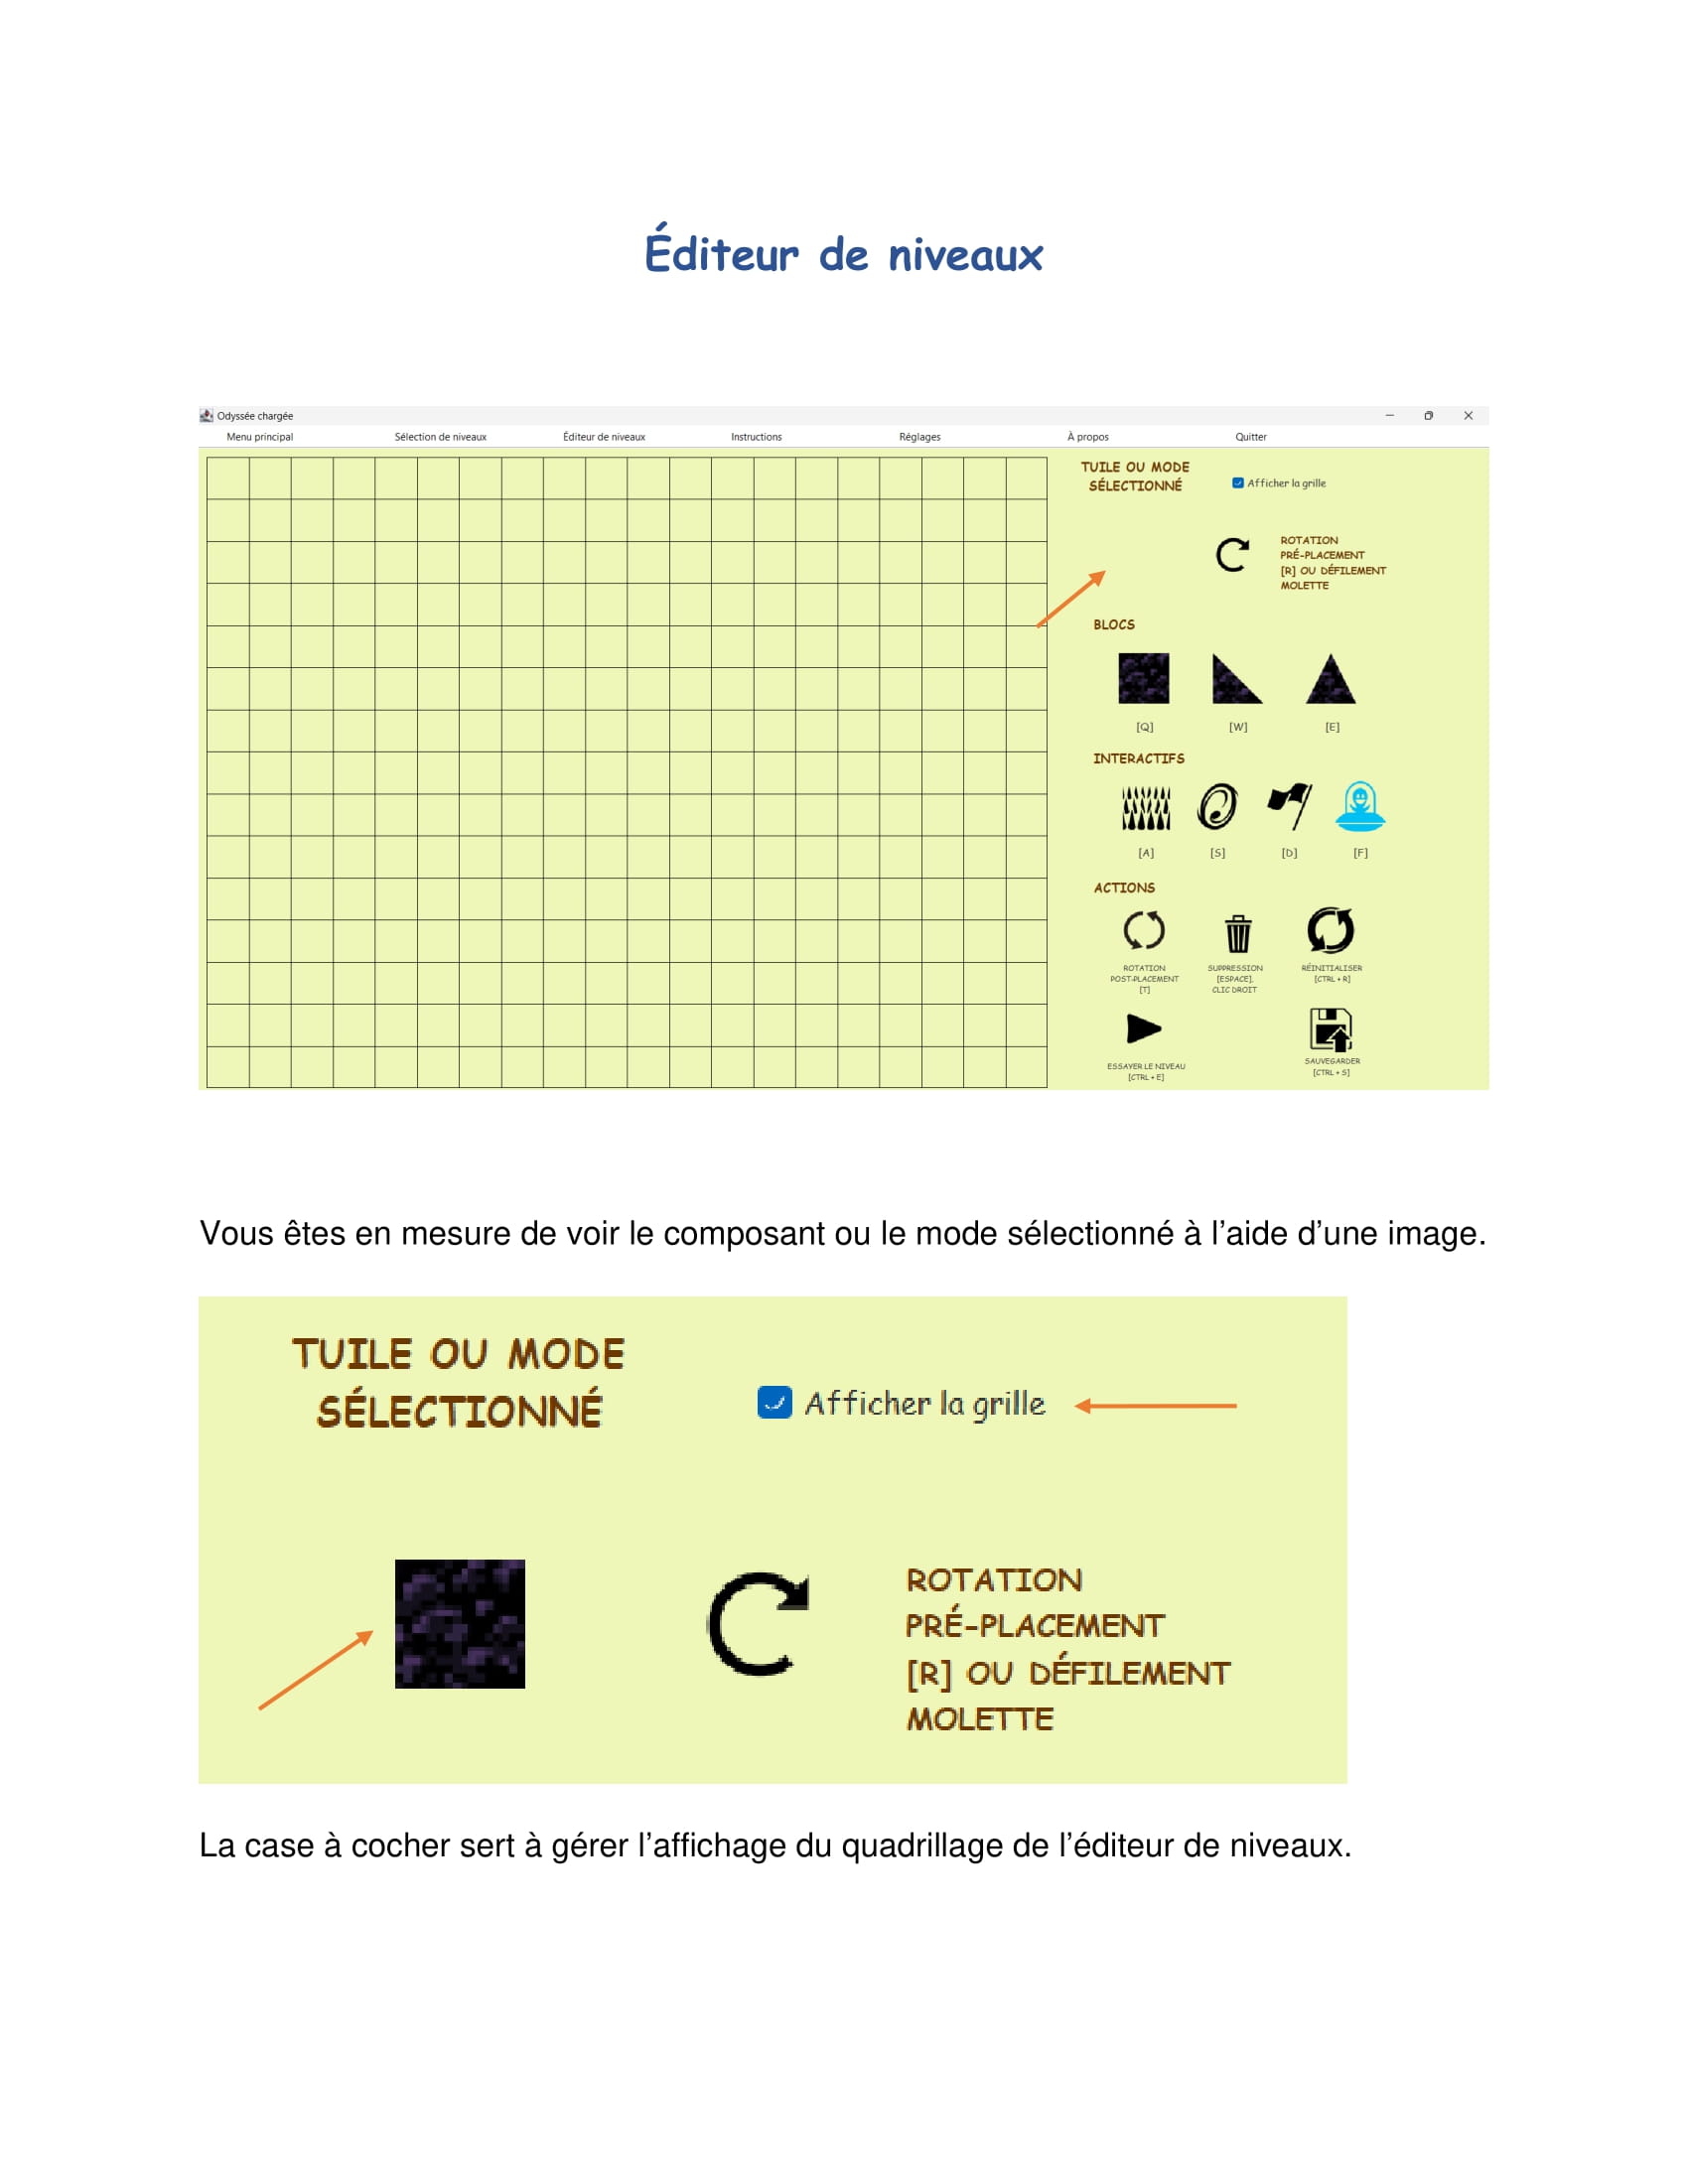 Éditeur de niveaux
Odyssée chargée
Menu principal Sélection de niveaux Éditeur de niveaux Instructions Réglages À propos Quitter
TUILE OU MODE
SÉLECTIONNÉ
Afficher la grille
ROTATION
PRÉ-PLACEMENT
[R] OU DÉFILEMENT
MOLETTE
BLOCS
[Q] [W] [E]
INTERACTIFS
[A] [S] [D] [F]
ACTIONS
ROTATION
POST-PLACEMENT
[T]
SUPPRESSION
[ESPACE],
CLIC DROIT
RÉINITIALISER
[CTRL + R]
ESSAYER LE NIVEAU
[CTRL + E]
SAUVEGARDER
[CTRL + S]
Vous êtes en mesure de voir le composant ou le mode sélectionné à l’aide d’une image.
TUILE OU MODE
SÉLECTIONNÉ
Afficher la grille
ROTATION
PRÉ-PLACEMENT
[R] OU DÉFILEMENT
MOLETTE
La case à cocher sert à gérer l’affichage du quadrillage de l’éditeur de niveaux.